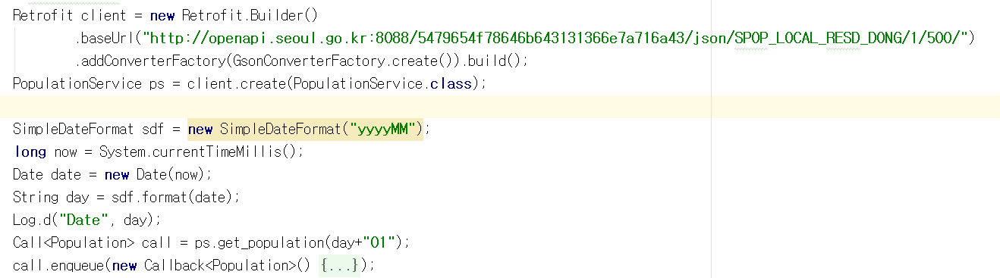 Retrofit client = new Retrofit.Builder()
.baseUrl("http://openapi.seoul.go.kr:8088/5479654f78646b643131366e7a716a43/json/SPOP_LOCAL_RESD_DONG/1/500/")
.addConverterFactory(GsonConverterFactory.create()).build();
PopulationService ps = client.create(PopulationService.class);
SimpleDateFormat sdf = new SimpleDateFormat("yyyyMM");
long now = System.currentTimeMillis();
Date date = new Date(now);
String day = sdf.format(date);
Log.d("Date", day);
Call<Population> call = ps.get_population(day+"01");
call.enqueue(new Callback<Population>() {...});